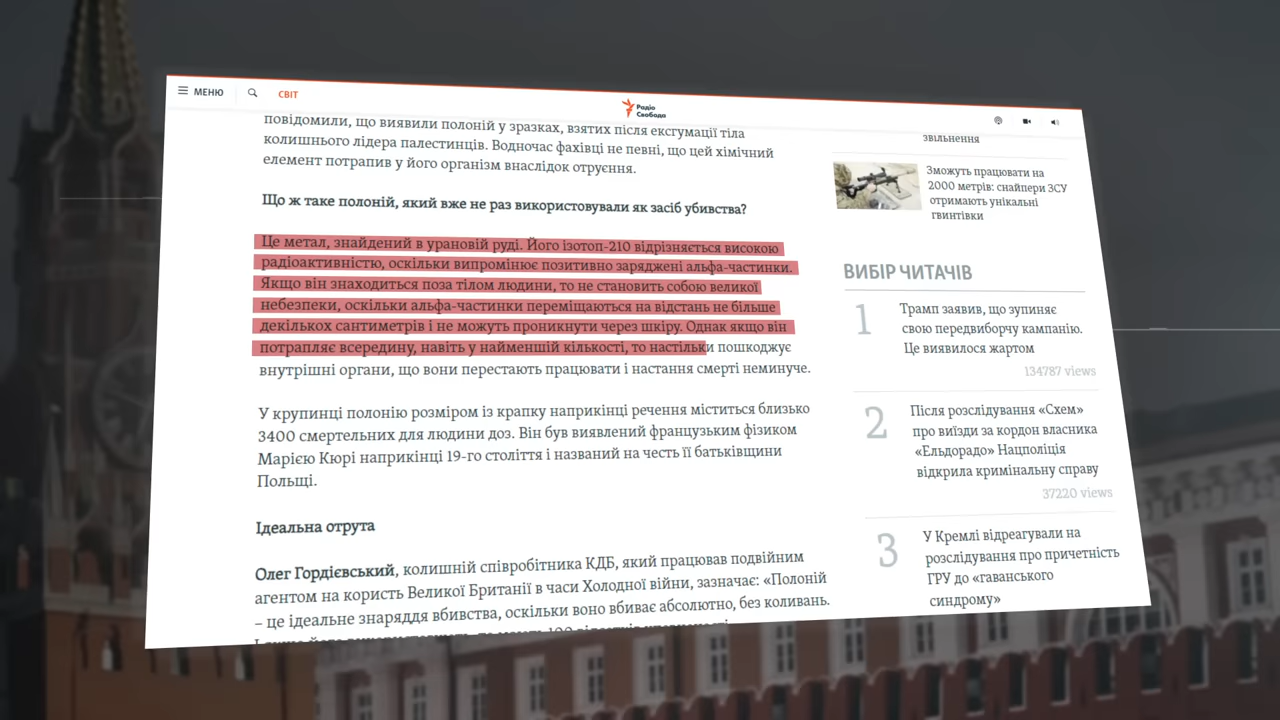 МЕНЮ
СВІТ
Радіо
Свобода
повідомили, що виявили полоній у зразках, взятих після ексгумації тіла
колишнього лідера палестинців. Водночас фахівці не певні, що цей хімічний
елемент потрапив у його організм внаслідок отруєння.
Що ж таке полоній, який вже не раз використовували як засіб убивства?
Це метал, знайдений в урановій руді. Його ізотоп-210 відрізняється високою
радіоактивністю, оскільки випромінює позитивно заряджені альфа-частинки.
Якщо він знаходиться поза тілом людини, то не становить собою великої
небезпеки, оскільки альфа-частинки переміщаються на відстань не більше
декількох сантиметрів і не можуть проникнути через шкіру. Однак якщо він
потрапляє всередину, навіть у найменшій кількості, то настільки пошкоджує
внутрішні органи, що вони перестають працювати і настання смерті неминуче.
У крупинці полонію розміром із крапку наприкінці речення міститься близько
3400 смертельних для людини доз. Він був виявлений французьким фізиком
Марією Кюрі наприкінці 19-го століття і названий на честь її батьківщини
Польщі.
Ідеальна отрута
Олег Гордієвський, колишній співробітника КДБ, який працював подвійним
агентом на користь Великої Британії в часи Холодної війни, зазначає: «Полоній
– це ідеальне знаряддя вбивства, оскільки воно вбиває абсолютно, без коливань.
звільнення
Зможуть працювати на
2000 метрів: снайпери ЗСУ
отримають унікальні
гвинтівки
ВИБІР ЧИТАЧІВ
1
Трамп заявив, що зупиняє
свою передвиборчу кампанію.
Це виявилося жартом
134787 views
2
Після розслідування «Схем»
про виїзди за кордон власника
«Ельдорадо» Нацполіція
відкрила кримінальну справу
37220 views
3
У Кремлі відреагували на
розслідування про причетність
ГРУ до «гаванського
синдрому»